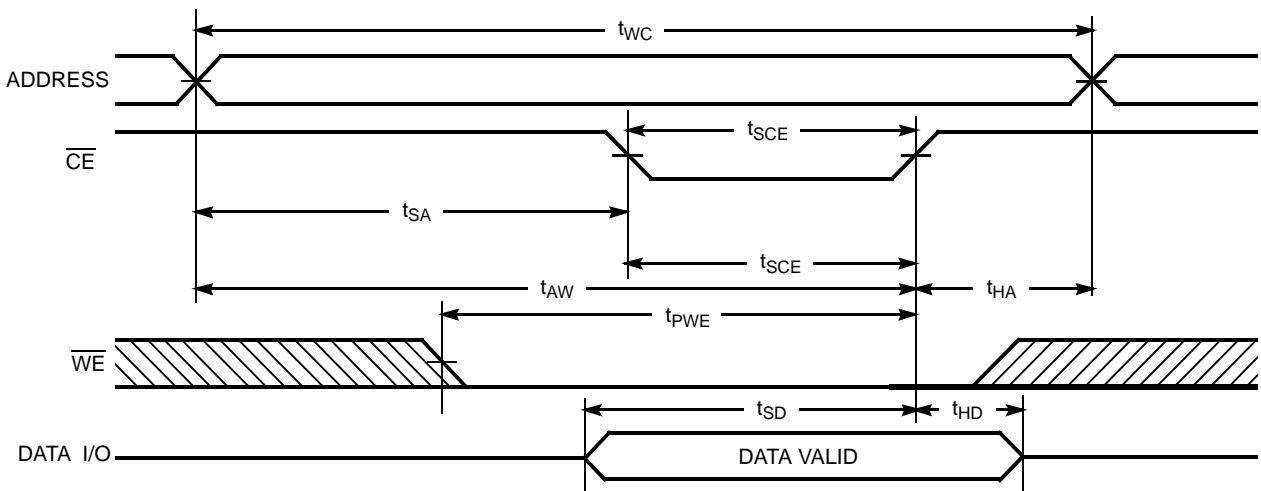 tWC
ADDRESS
tSCE
CE
tSA
tSCE
tAW
tHA
tPWE
WE
tSD
tHD
DATA I/O
DATA VALID